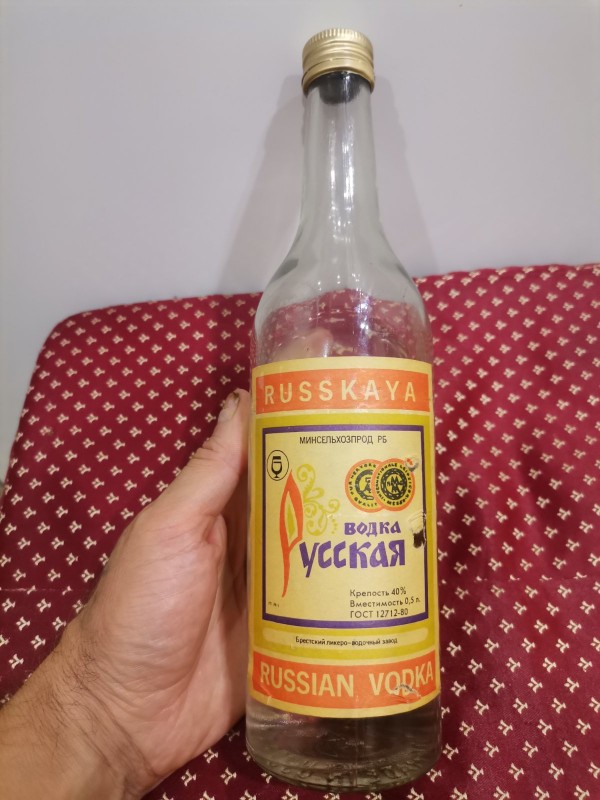 RUSSKAYA
МИНСЕЛЬХОЗПРОД РБ
ВОДКА
Русская
Крепость 40%
Вместимость 0,5 л.
ГОСТ 12712-80
Брестский ликеро-водочный завод
RUSSIAN VODKA